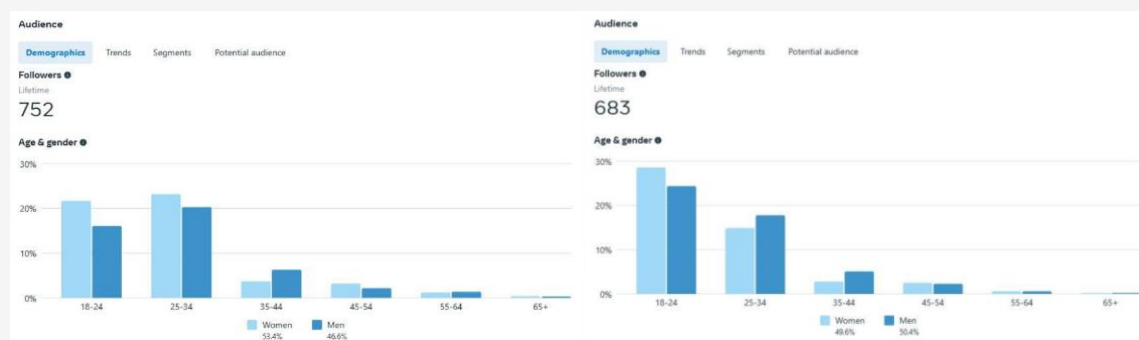 Audience
Demographics Trends Segments Potential audience
Followers
Lifetime
752
Age & gender
30%
20%
10%
0%
18-24 25-34 35-44 45-54 55-64 65+
Women Men
53.4% 46.6%
Audience
Demographics Trends Segments Potential audience
Followers
Lifetime
683
Age & gender
30%
20%
10%
0%
18-24 25-34 35-44 45-54 55-64 65+
Women Men
49.6% 50.4%